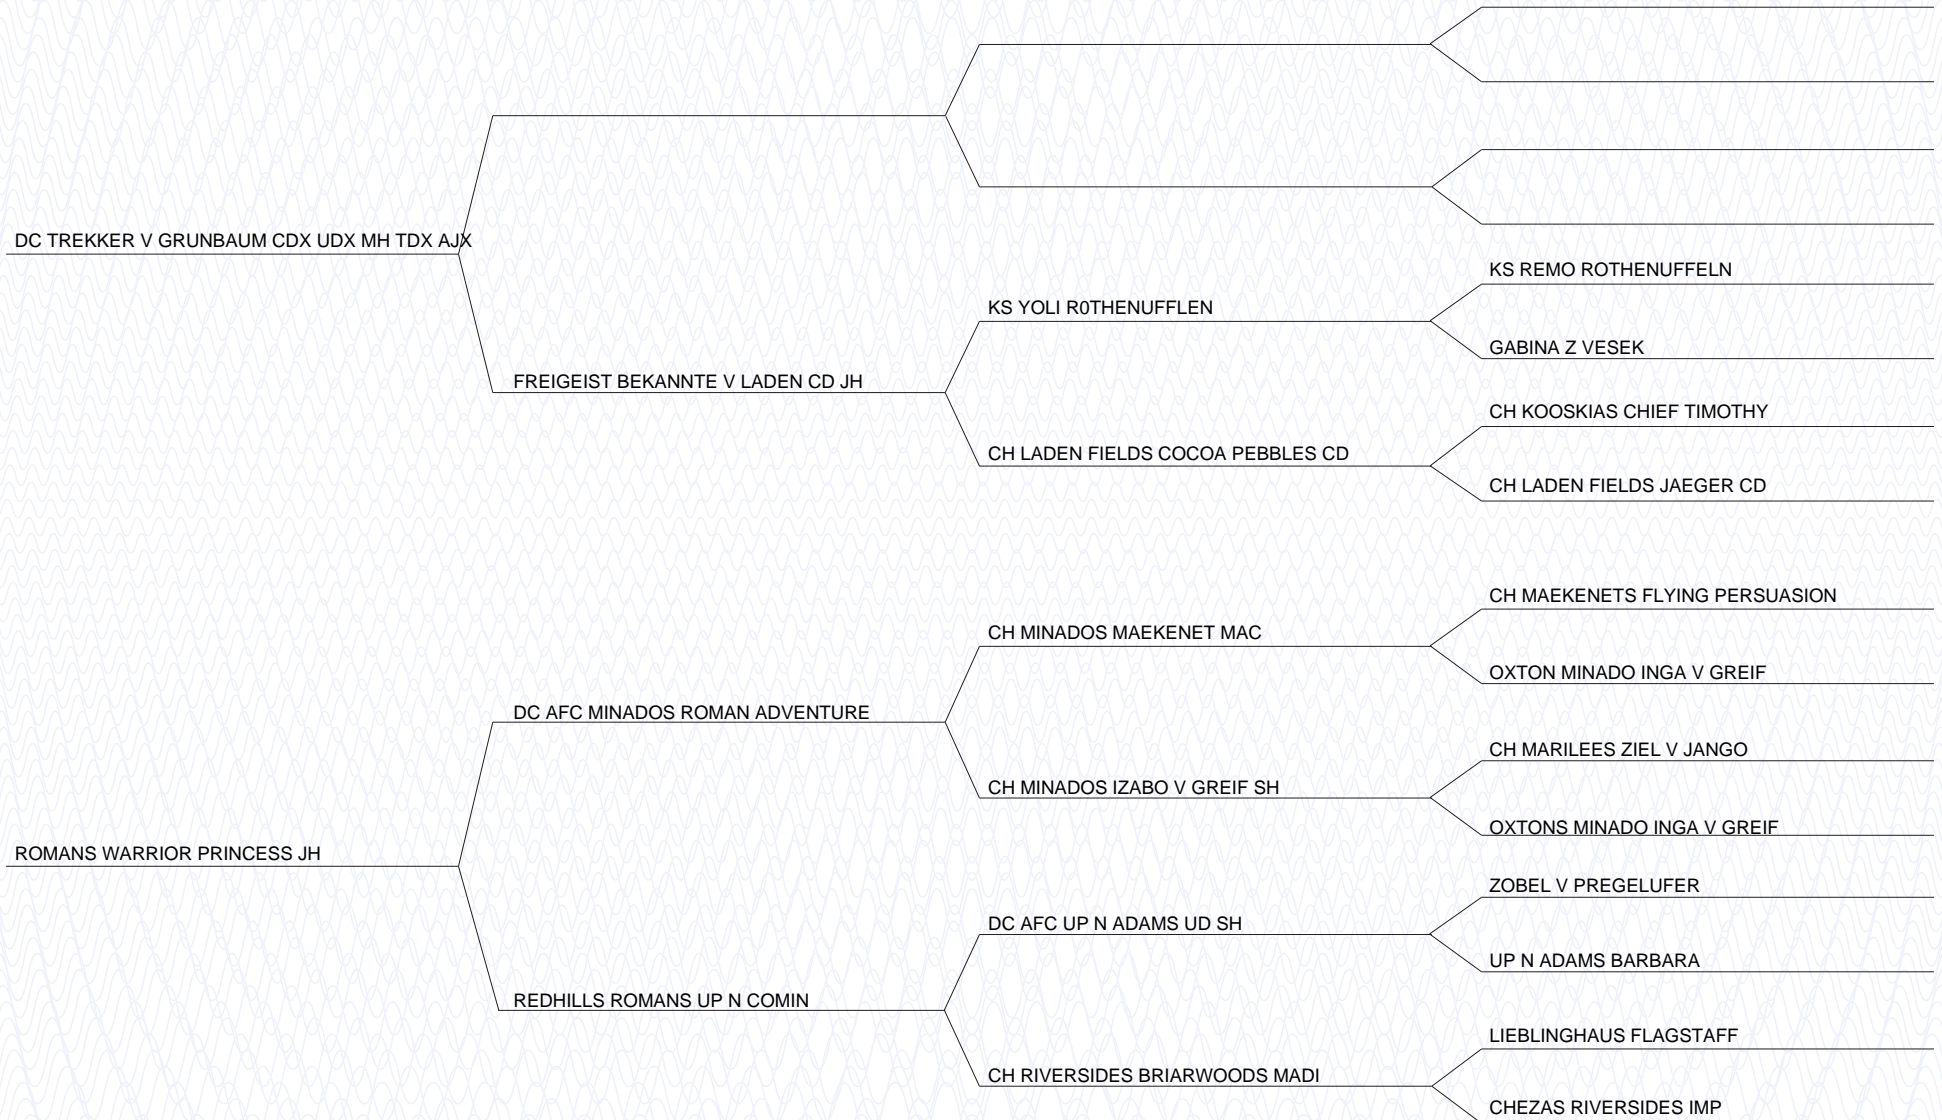 DC TREKKER V GRUNBAUM CDX UDX MH TDX AJX
KS REMO ROTHENUFFELN
KS YOLI R0THENUFFLEN
GABINA Z VESEK
FREIGEIST BEKANNTE V LADEN CD JH
CH KOOSKIAS CHIEF TIMOTHY
CH LADEN FIELDS COCOA PEBBLES CD
CH LADEN FIELDS JAEGER CD
CH MAEKENETS FLYING PERSUASION
CH MINADOS MAEKENET MAC
OXTON MINADO INGA V GREIF
DC AFC MINADOS ROMAN ADVENTURE
CH MARILEES ZIEL V JANGO
CH MINADOS IZABO V GREIF SH
OXTONS MINADO INGA V GREIF
ROMANS WARRIOR PRINCESS JH
ZOBEL V PREGELUFER
DC AFC UP N ADAMS UD SH
UP N ADAMS BARBARA
REDHILLS ROMANS UP N COMIN
LIEBLINGHAUS FLAGSTAFF
CH RIVERSIDES BRIARWOODS MADI
CHEZAS RIVERSIDES IMP